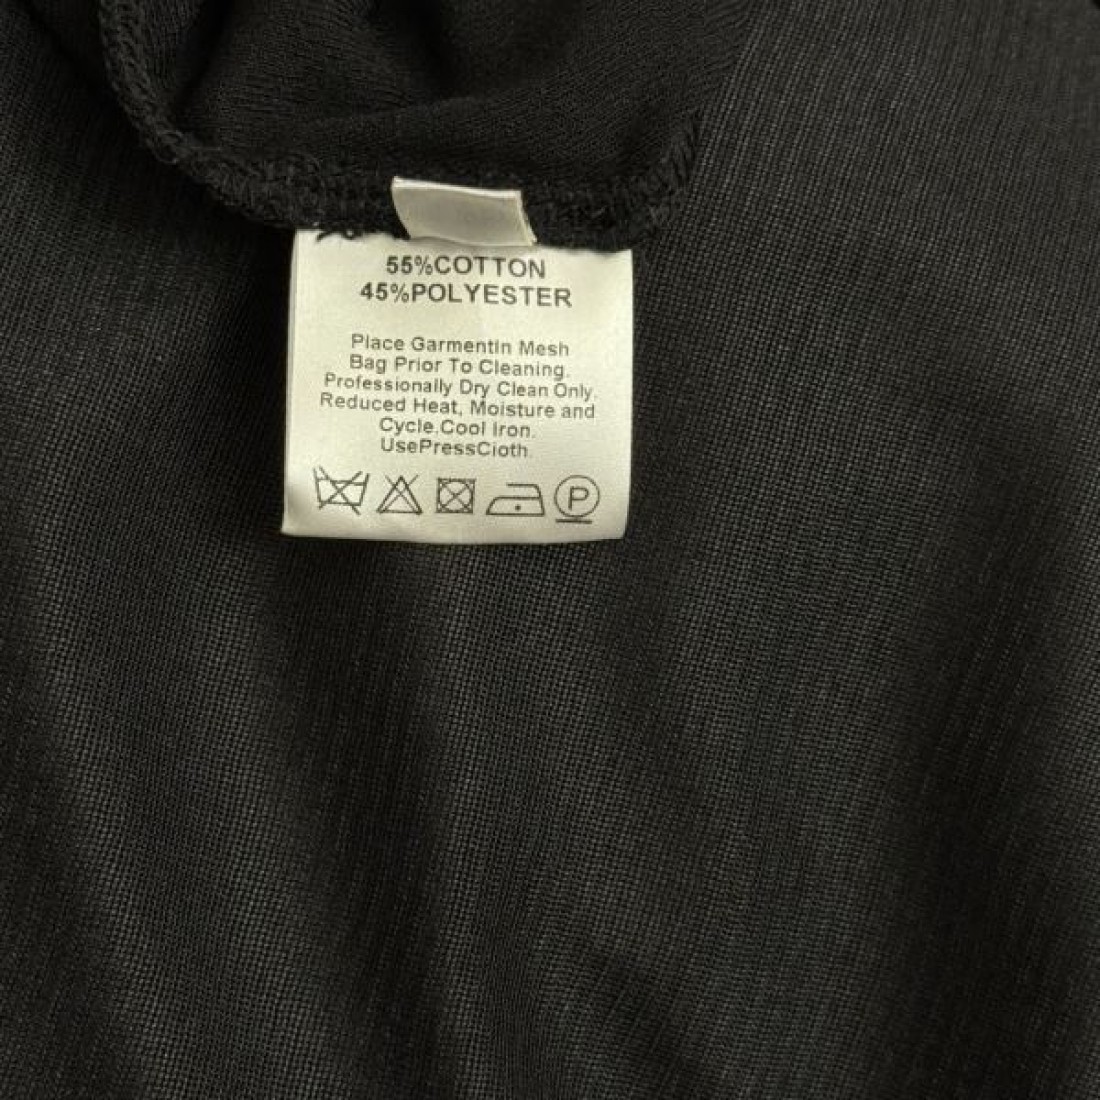 55%COTTON
45%POLYESTER
Place Garmentin Mesh
Bag Prior To Cleaning.
Professionally Dry Clean Only.
Reduced Heat, Moisture and
Cycle.Cool Iron.
UsePressCioth.
P